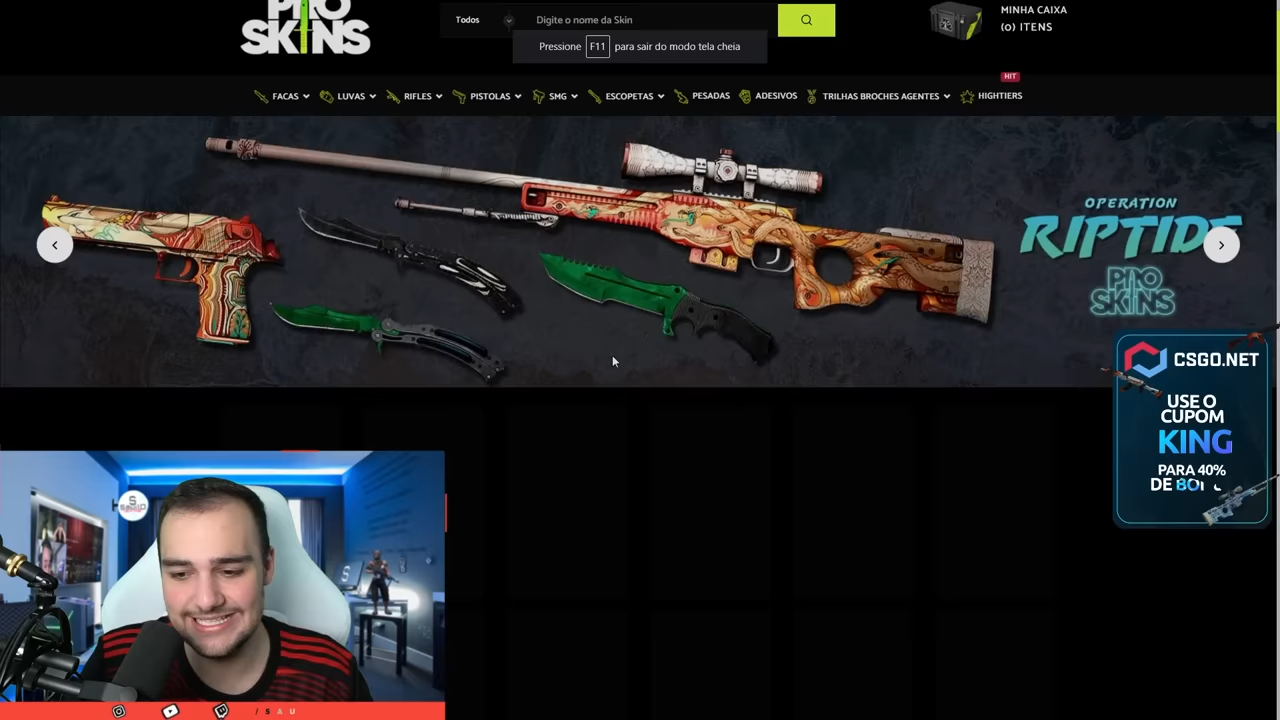 PRO
SKINS
Todos
Digite o nome da Skin
MINHA CAIXA
(0) ITENS
Pressione F11 para sair do modo tela cheia
HIT
FACAS
LUVAS
RIFLES
PISTOLAS
SMG
ESCOPETAS
PESADAS
ADESIVOS
TRILHAS BROCHES AGENTES
HIGHTIERS
OPERATION
RIPTIDE
PRO
SKINS
CSGO.NET
USE O
CUPOM
KING
PARA 40%
DE
/ S A U